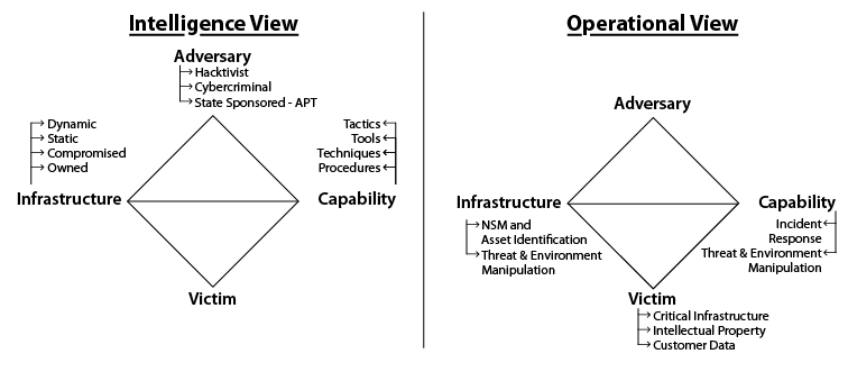 Intelligence View
Adversary
Hacktivist
Cybercriminal
State Sponsored - APT
Dynamic
Static
Compromised
Owned
Infrastructure
Tactics
Tools
Techniques
Procedures
Capability
Victim
Operational View
Adversary
Infrastructure
NSM and
Asset Identification
Threat & Environment
Manipulation
Capability
Incident
Response
Threat & Environment
Manipulation
Victim
Critical Infrastructure
Intellectual Property
Customer Data